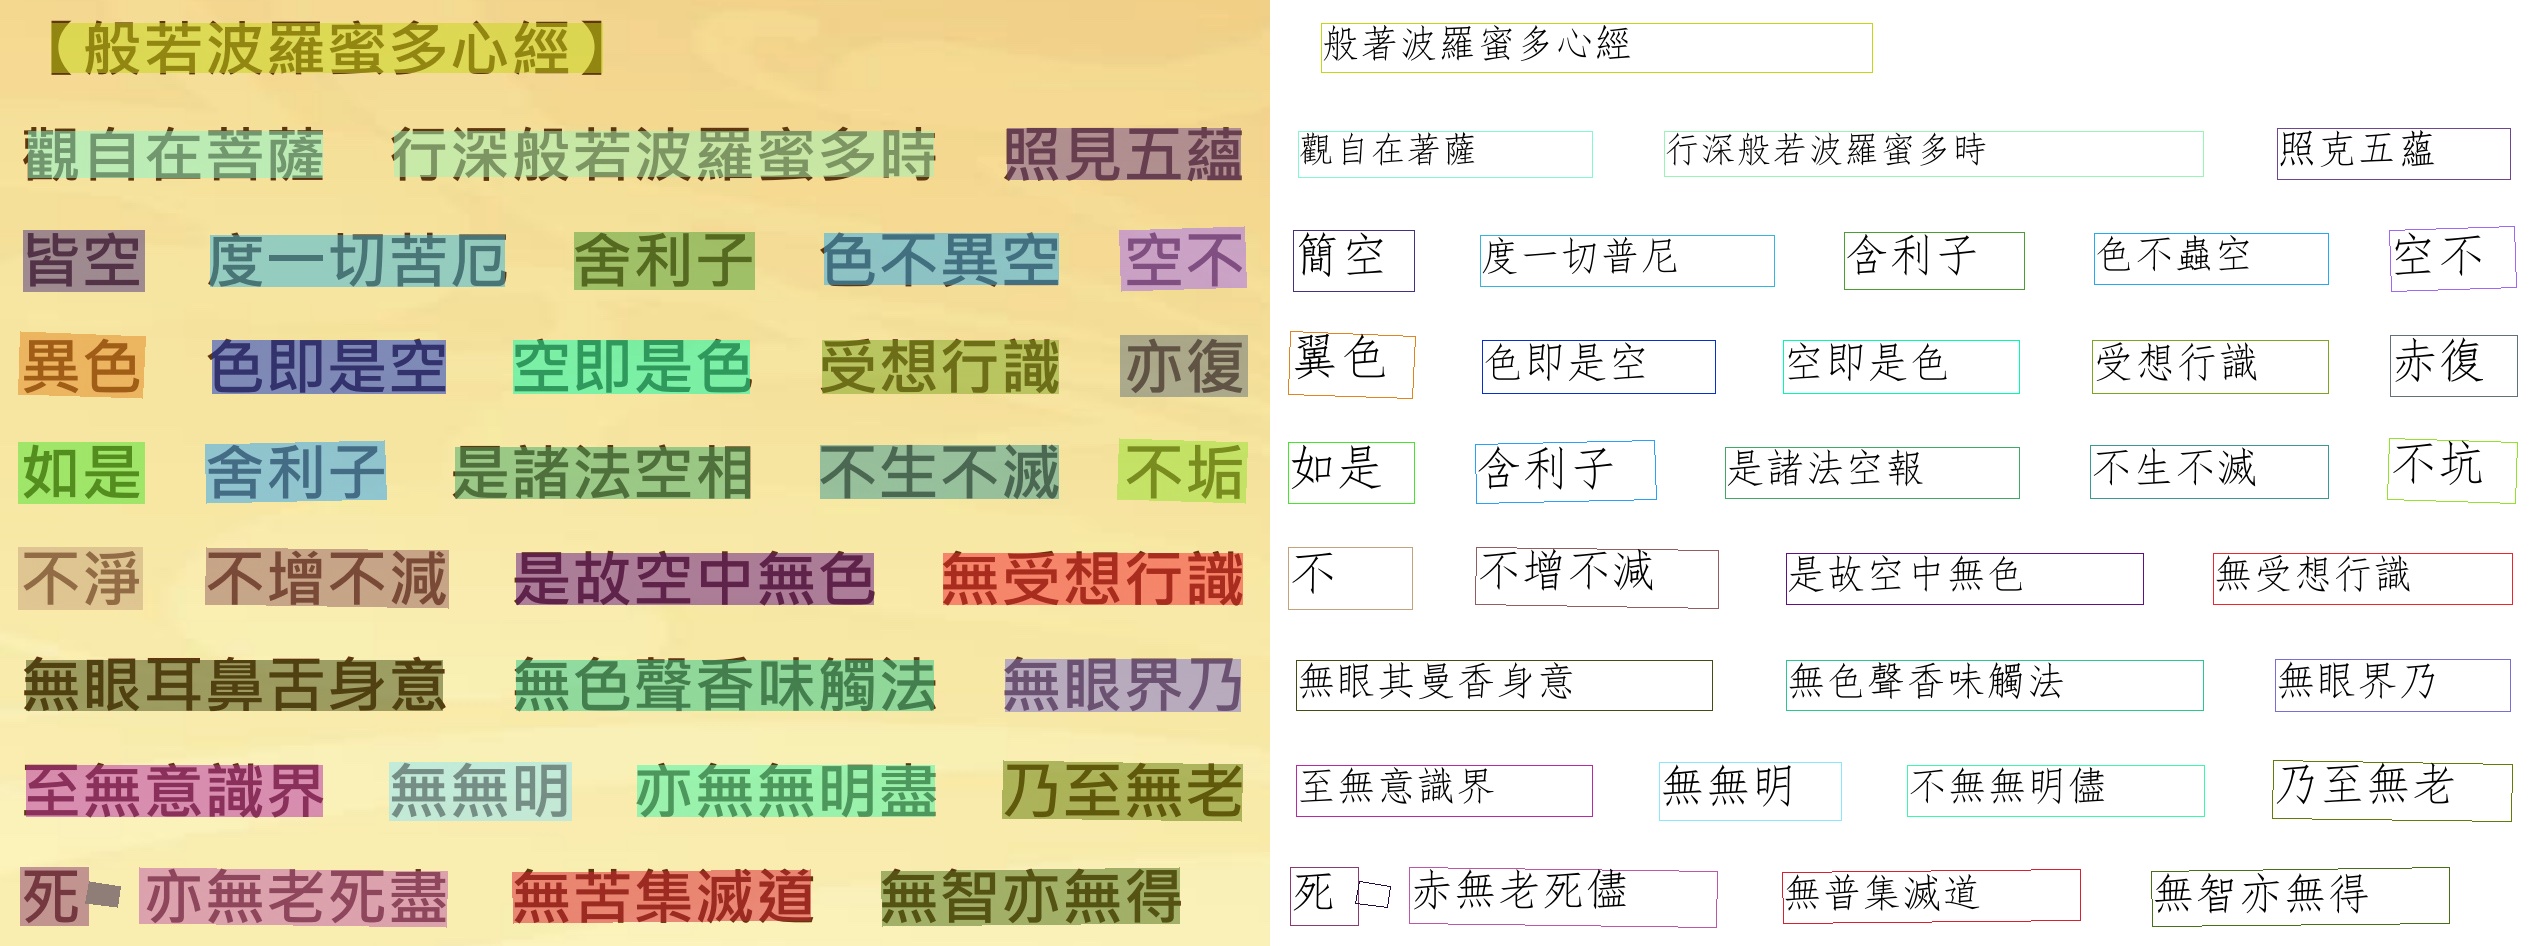 【般若波羅蜜多心經】
觀自在菩薩 行深般若波羅蜜多時 照見五蘊
皆空 度一切苦厄 舍利子 色不異空 空不
異色 色即是空 空即是色 受想行識 亦復
如是 舍利子 是諸法空相 不生不滅 不垢
不淨 不增不減 是故空中無色 無受想行識
無眼耳鼻舌身意 無色聲香味觸法 無眼界乃
至無意識界 無無明 亦無無明盡 乃至無老
死 亦無老死盡 無苦集滅道 無智亦無得
般著波羅蜜多心經
觀自在著薩 行深般若波羅蜜多時 照克五蘊
簡空 度一切普尼 含利子 色不蟲空 空不
翼色 色即是空 空即是色 受想行識 赤復
如是 含利子 是諸法空報 不生不滅 不坑
不 不增不減 是故空中無色 無受想行識
無眼其曼香身意 無色聲香味觸法 無眼界乃
至無意識界 無無明 不無無明儘 乃至無老
死 赤無老死儘 無普集滅道 無智亦無得